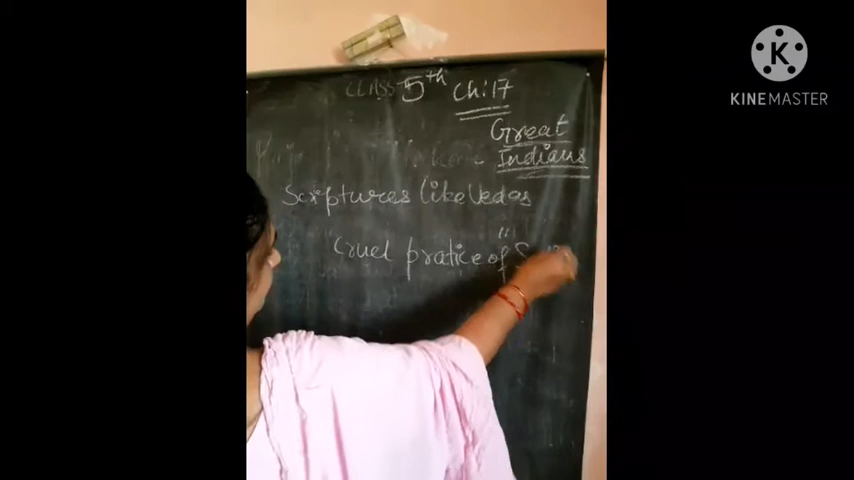 CLASS 5th Ch:17
Great
Indians
Scriptures like Vedas
Cruel pratice of "
KINEMASTER